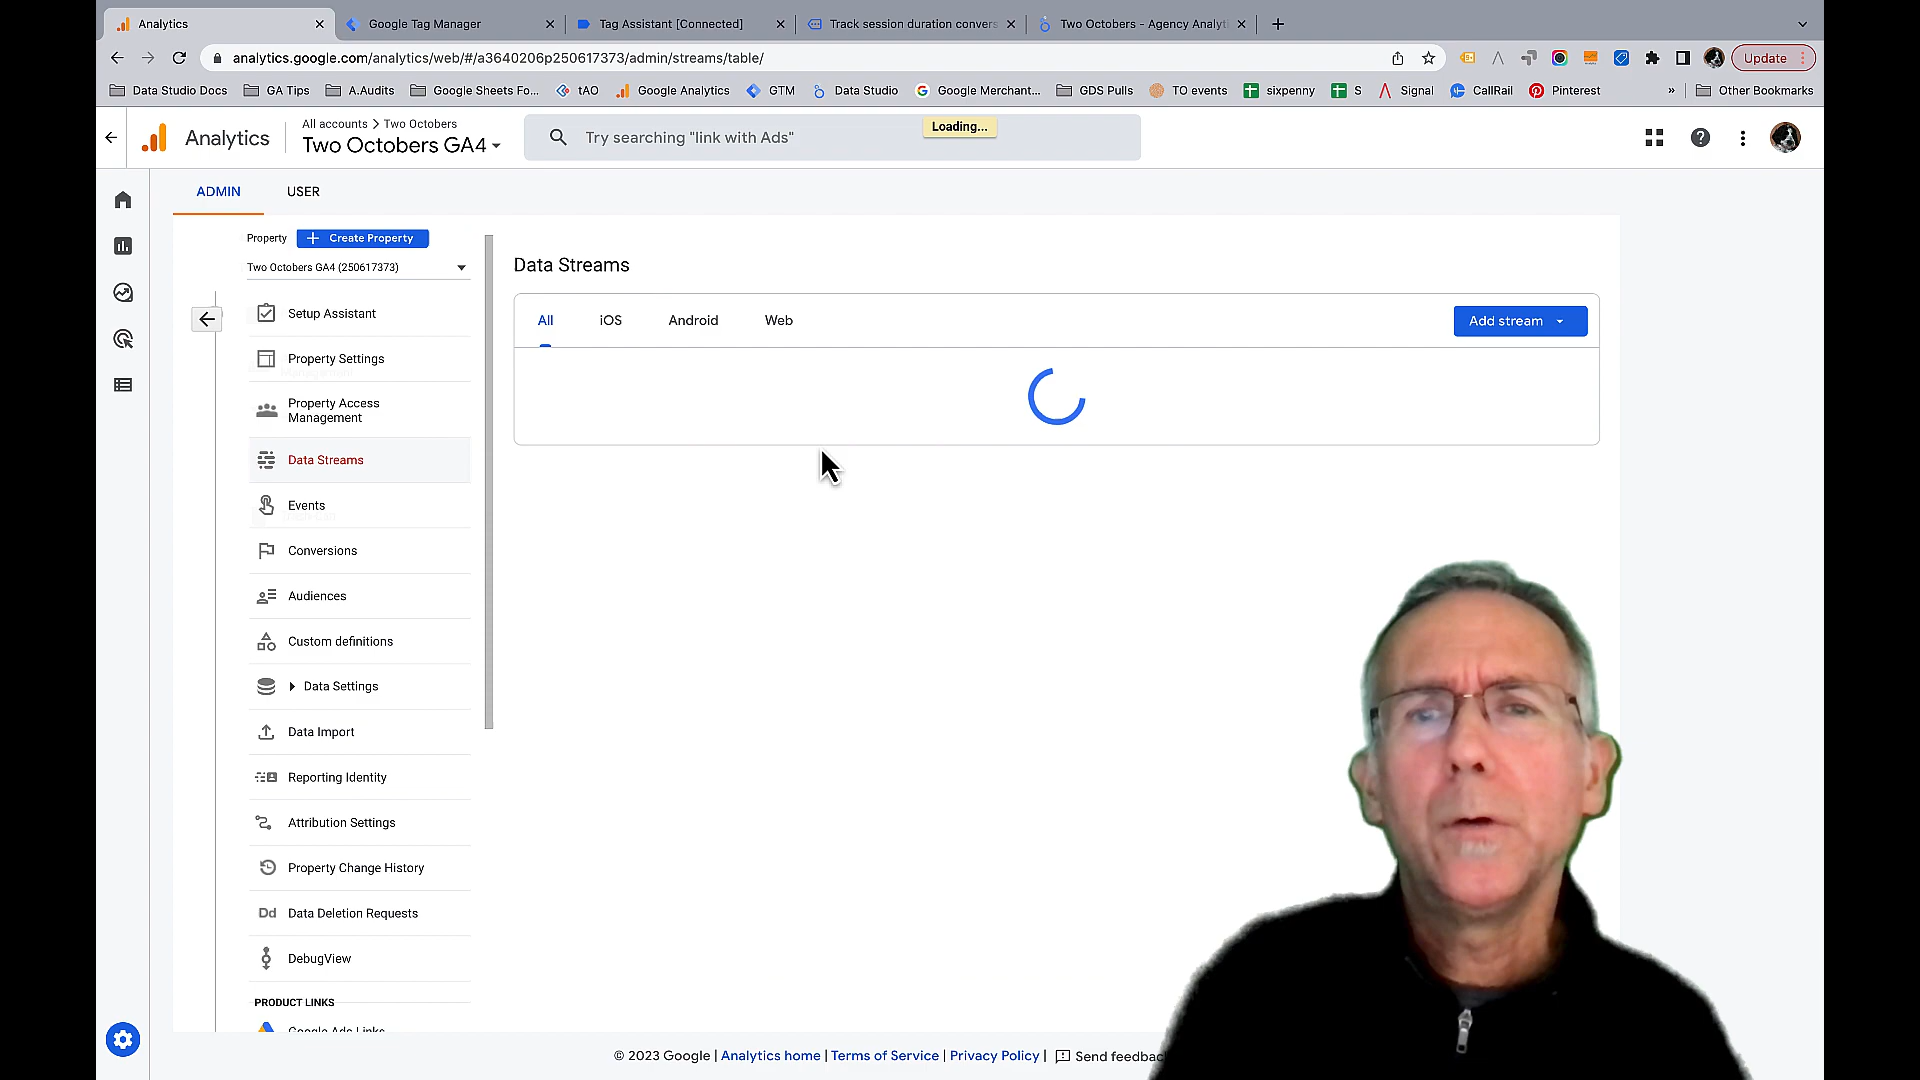 Analytics
Google Tag Manager
Tag Assistant [Connected]
Track session duration convers
Two Octobers - Agency Analyti
analytics.google.com/analytics/web/#/a3640206p250617373/admin/streams/table/
Update
Data Studio Docs
GA Tips
A.Audits
Google Sheets Fo...
tAO
Google Analytics
GTM
Data Studio
Google Merchant...
GDS Pulls
TO events
sixpenny
S
Signal
CallRail
Pinterest
»
Other Bookmarks
Analytics
All accounts > Two Octobers
Two Octobers GA4
Try searching "link with Ads"
Loading...
ADMIN
USER
Property
+ Create Property
Two Octobers GA4 (250617373)
Setup Assistant
Property Settings
Property Access
Management
Data Streams
Events
Conversions
Audiences
Custom definitions
Data Settings
Data Import
Reporting Identity
Attribution Settings
Property Change History
Dd Data Deletion Requests
DebugView
PRODUCT LINKS
Google Ads Links
Data Streams
All
iOS
Android
Web
Add stream
© 2023 Google | Analytics home | Terms of Service | Privacy Policy | Send feedbac